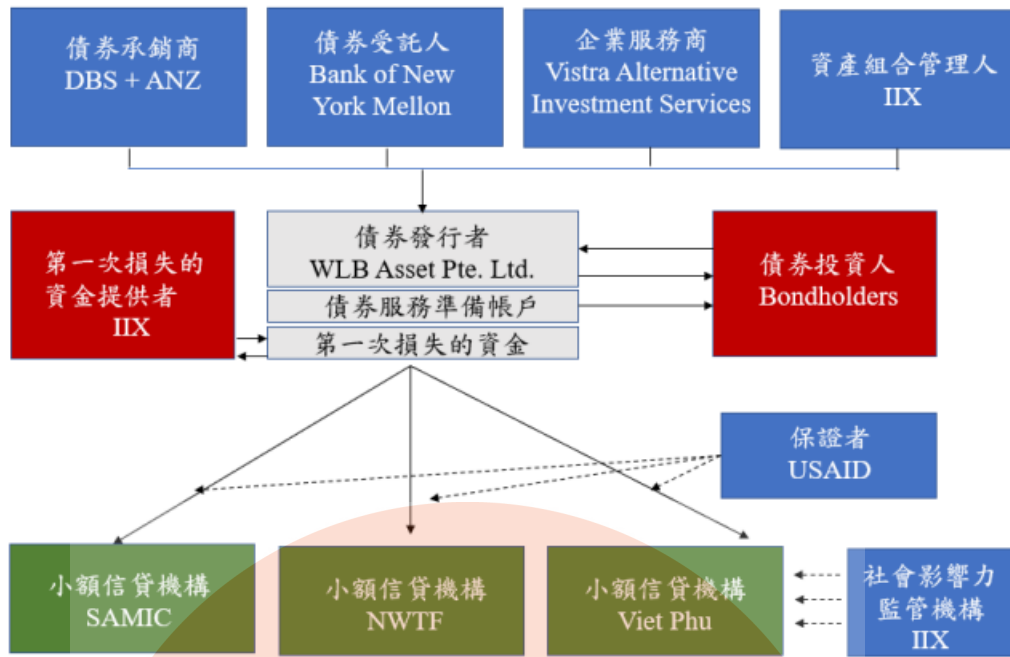 債券承銷商
DBS + ANZ
債券受託人
Bank of New
York Mellon
企業服務商
Vistra Alternative
Investment Services
資產組合管理人
IIX
第一次損失的
資金提供者
IIX
債券發行者
WLB Asset Pte. Ltd.
債券服務準備帳戶
第一次損失的資金
債券投資人
Bondholders
保證者
USAID
小額信貸機構
SAMIC
小額信貸機構
NWTF
小額信貸機構
Viet Phu
社會影響力
監管機構
IIX